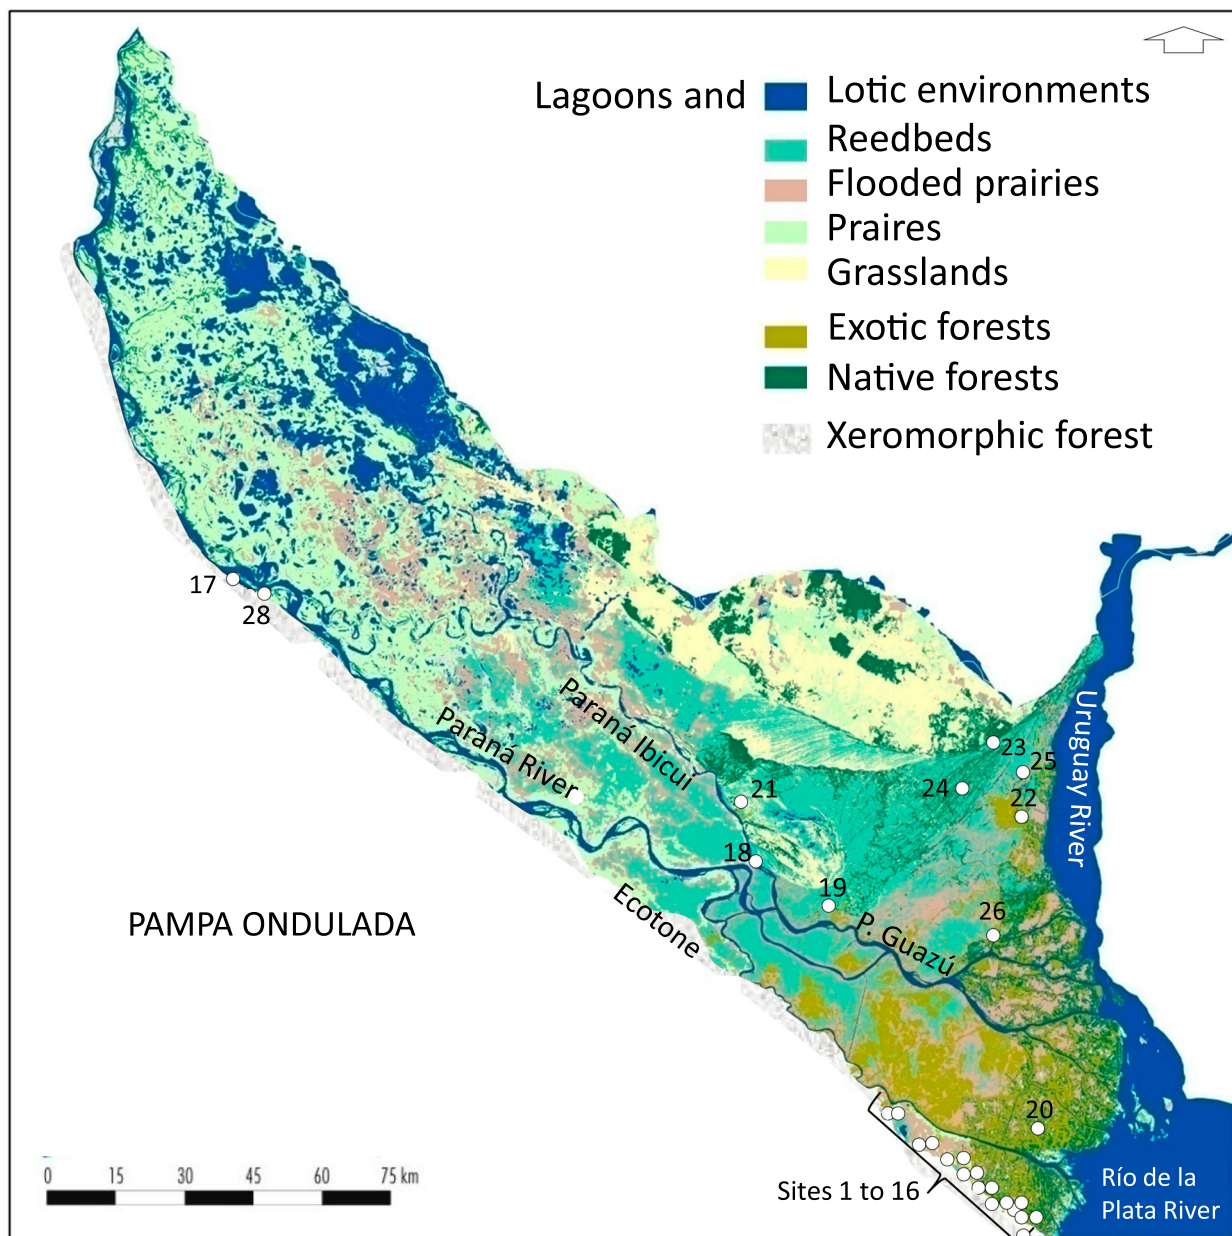 Lagoons and Lotic environments
Reedbeds
Flooded prairies
Praires
Grasslands
Exotic forests
Native forests
Xeromorphic forest
17
28
Paraná Ibicuí
Paraná River
Uruguay River
23
25
24
22
21
18
19
26
P. Guazú
Ecotone
PAMPA ONDULADA
20
0 15 30 45 60 75 km
Sites 1 to 16
Río de la
Plata River